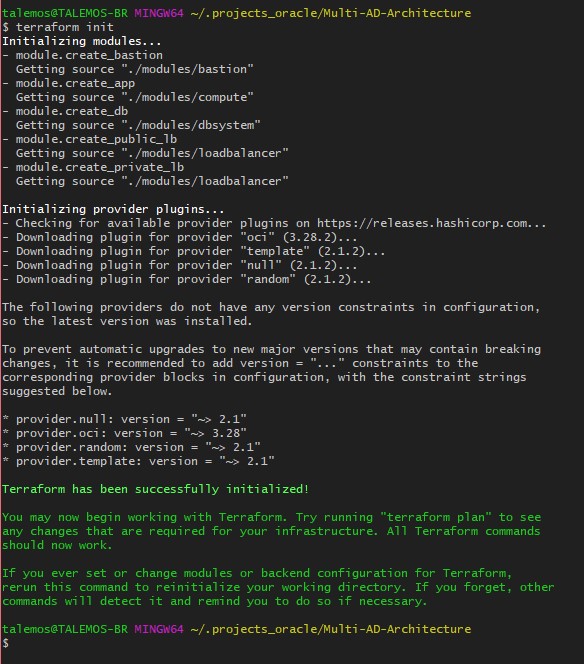 talemos@TALEMOS-BR MINGW64 ~/.projects_oracle/Multi-AD-Architecture
$ terraform init
Initializing modules...
- module.create_bastion
  Getting source "./modules/bastion"
- module.create_app
  Getting source "./modules/compute"
- module.create_db
  Getting source "./modules/dbsystem"
- module.create_public_lb
  Getting source "./modules/loadbalancer"
- module.create_private_lb
  Getting source "./modules/loadbalancer"
Initializing provider plugins...
- Checking for available provider plugins on https://releases.hashicorp.com...
- Downloading plugin for provider "oci" (3.28.2)...
- Downloading plugin for provider "template" (2.1.2)...
- Downloading plugin for provider "null" (2.1.2)...
- Downloading plugin for provider "random" (2.1.2)...
The following providers do not have any version constraints in configuration,
so the latest version was installed.
To prevent automatic upgrades to new major versions that may contain breaking
changes, it is recommended to add version = "..." constraints to the
corresponding provider blocks in configuration, with the constraint strings
suggested below.
* provider.null: version = "~> 2.1"
* provider.oci: version = "~> 3.28"
* provider.random: version = "~> 2.1"
* provider.template: version = "~> 2.1"
Terraform has been successfully initialized!
You may now begin working with Terraform. Try running "terraform plan" to see
any changes that are required for your infrastructure. All Terraform commands
should now work.
If you ever set or change modules or backend configuration for Terraform,
rerun this command to reinitialize your working directory. If you forget, other
commands will detect it and remind you to do so if necessary.
talemos@TALEMOS-BR MINGW64 ~/.projects_oracle/Multi-AD-Architecture
$